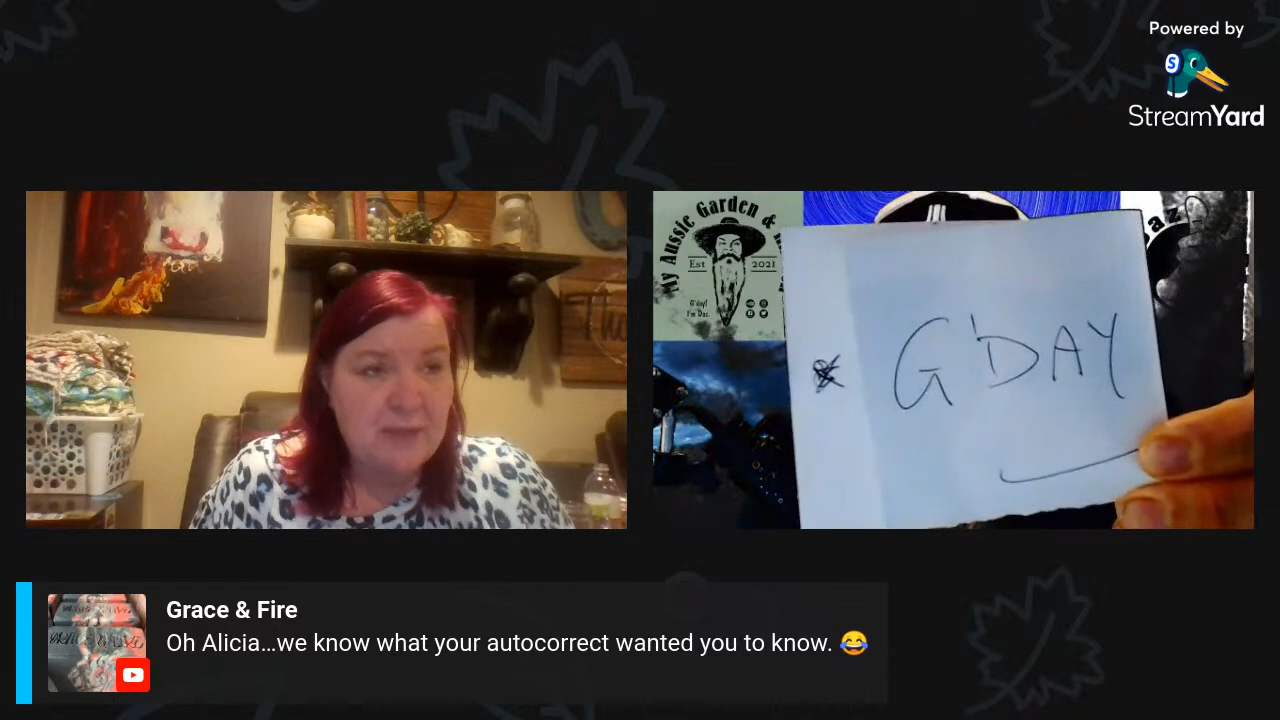 Powered by
StreamYard
My Aussie Garden &
Est 2021
G'day!
I'm Daz.
G'DAY
Grace & Fire
Oh Alicia...we know what your autocorrect wanted you to know. 😂